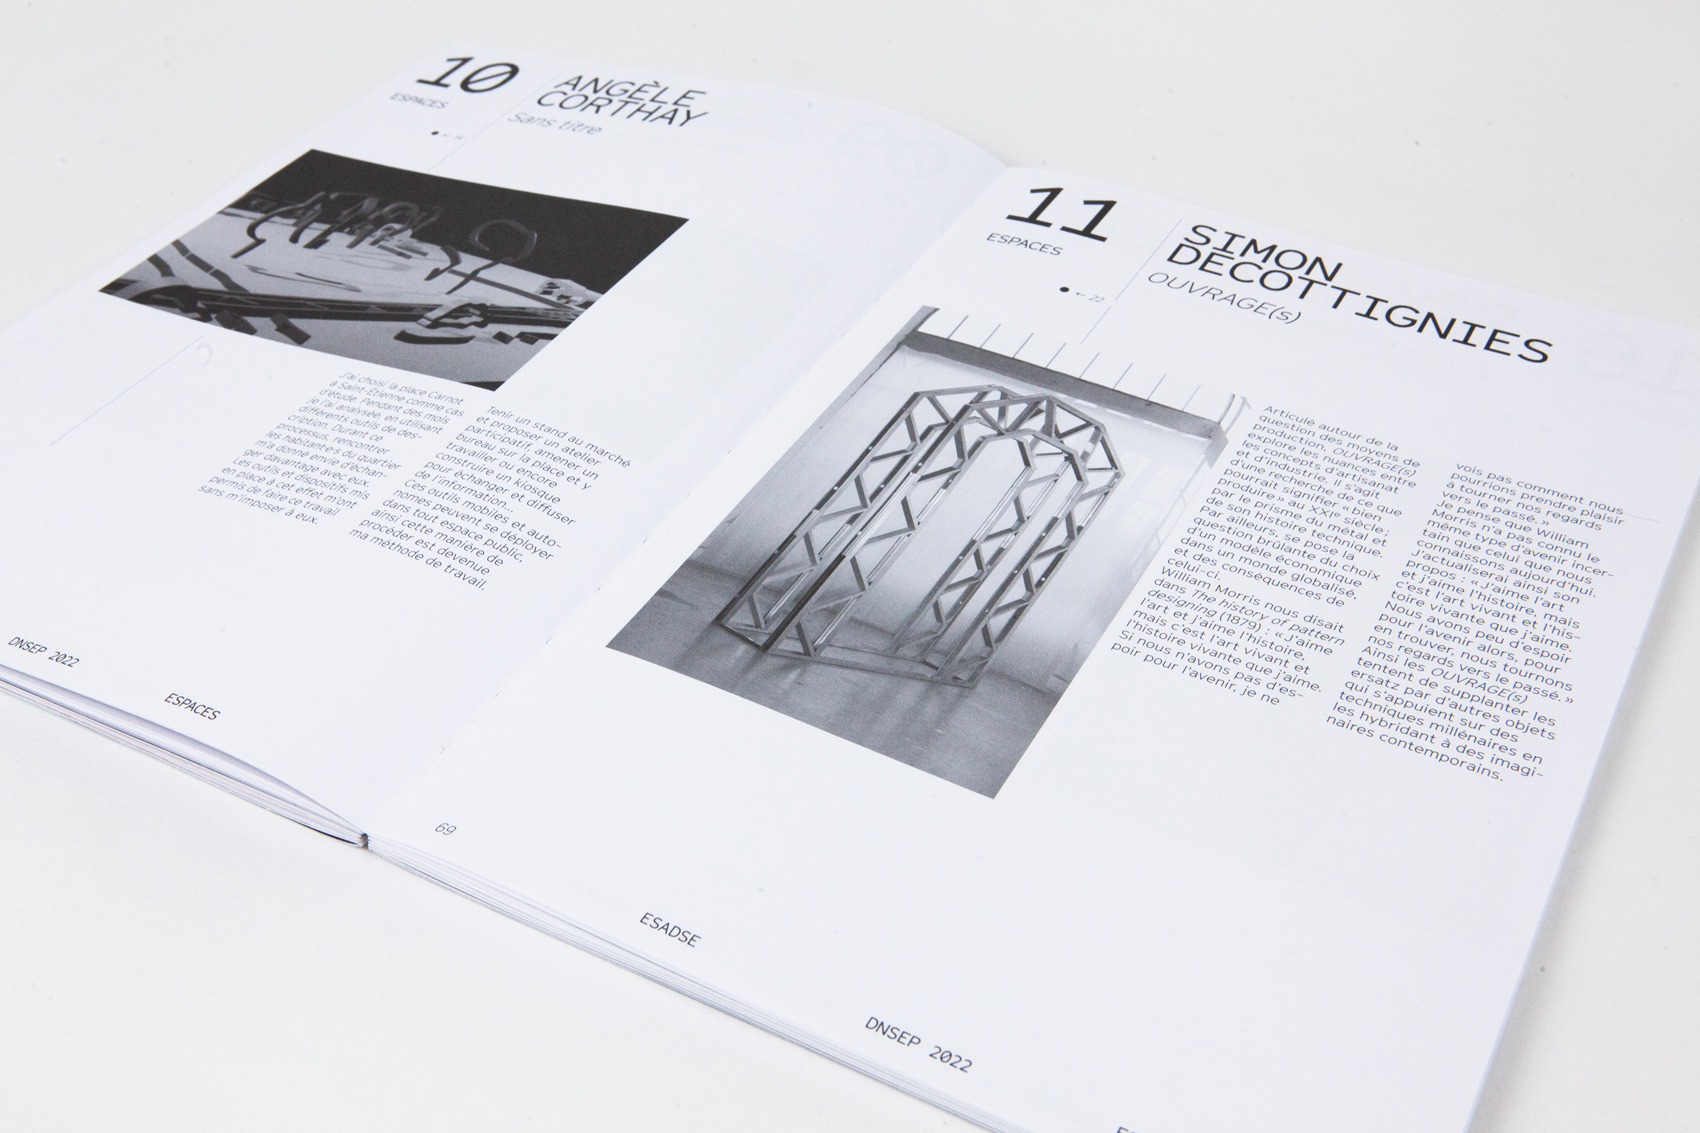 10
ESPACES
ANGÈLE
CORTHAY
Sans titre
J'ai choisi la place Carnot
à Saint-Étienne comme cas
d'étude. Pendant des mois
je l'ai analysée, en utilisant
différents outils de des-
cription. Durant ce
processus, rencontrer
les habitant·e·s du quartier
m'a donné envie d'échan-
ger davantage avec eux.
Les outils et dispositifs mis
en place à cet effet m'ont
permis de faire ce travail
sans m'imposer à eux.
Tenir un stand au marché
et proposer un atelier
participatif, amener un
bureau sur la place et y
travailler ou encore
construire un kiosque
pour échanger et diffuser
de l'information...
Ces outils mobiles et auto-
nomes peuvent se déployer
dans tout espace public,
ainsi cette manière de
procéder est devenue
ma méthode de travail.
DNSEP 2022
ESPACES
11
ESPACES
● ← 22
SIMON
DECOTTIGNIES
OUVRAGE(s)
Articulé autour de la
question des moyens de
production, OUVRAGE(s)
explore les nuances entre
les concepts d'artisanat
et d'industrie. Il s'agit
d'une recherche de ce que
pourrait signifier « bien
produire » au XXIe siècle ;
par le prisme du métal et
de son histoire technique.
Par ailleurs, se pose la
question brûlante du choix
d'un modèle économique
dans un monde globalisé,
et des conséquences de
celui-ci.
William Morris nous disait
dans The history of pattern
designing (1879) : « J'aime
l'art et j'aime l'histoire,
mais c'est l'art vivant et
l'histoire vivante que j'aime.
Si nous n'avons pas d'es-
poir pour l'avenir, je ne
vois pas comment nous
pourrions prendre plaisir
à tourner nos regards
vers le passé. »
Je pense que William
Morris n'a pas connu le
même type d'avenir incer-
tain que celui que nous
connaissons aujourd'hui.
J'actualiserai ainsi son
propos : « J'aime l'art
et j'aime l'histoire, mais
c'est l'art vivant et l'his-
toire vivante que j'aime.
Nous avons peu d'espoir
pour l'avenir alors, pour
en trouver, nous tournons
nos regards vers le passé. »
Ainsi les OUVRAGE(s)
tentent de supplanter les
ersatz par d'autres objets
qui s'appuient sur des
techniques millénaires en
les hybridant à des imagi-
naires contemporains.
69
ESADSE
DNSEP 2022